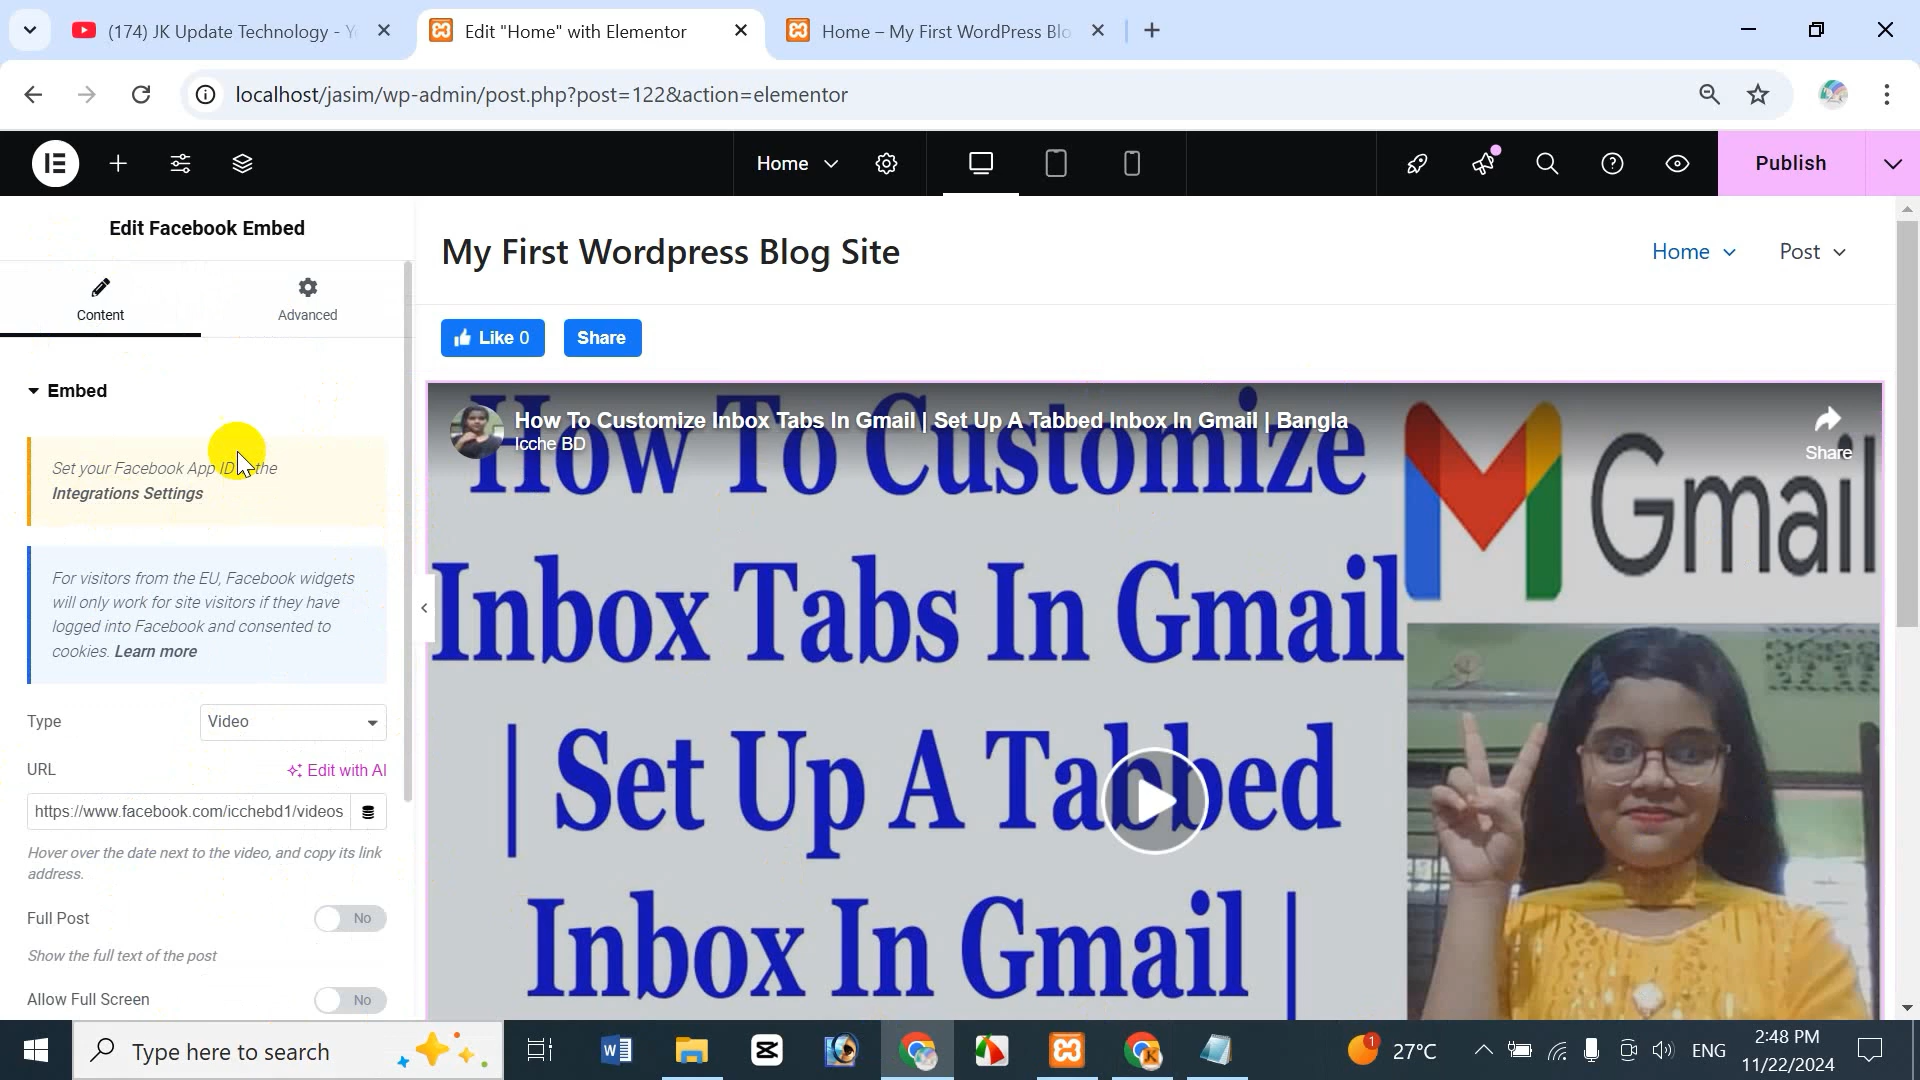 (174) JK Update Technology - Y
Edit "Home" with Elementor
Home – My First WordPress Blo
localhost/jasim/wp-admin/post.php?post=122&action=elementor
Home
Publish
Edit Facebook Embed
Content
Advanced
Embed
Set your Facebook App ID the
Integrations Settings
For visitors from the EU, Facebook widgets
will only work for site visitors if they have
logged into Facebook and consented to
cookies. Learn more
Type
Video
URL
Edit with AI
https://www.facebook.com/icchebd1/videos
Hover over the date next to the video, and copy its link
address.
Full Post
No
Show the full text of the post
Allow Full Screen
No
My First Wordpress Blog Site
Home
Post
Like 0
Share
How To Customize Inbox Tabs In Gmail | Set Up A Tabbed Inbox In Gmail | Bangla
Icche BD
Share
How To Customize
Inbox Tabs In Gmail
| Set Up A Tabbed
Inbox In Gmail |
Gmail
Type here to search
1
27°C
ENG
2:48 PM
11/22/2024